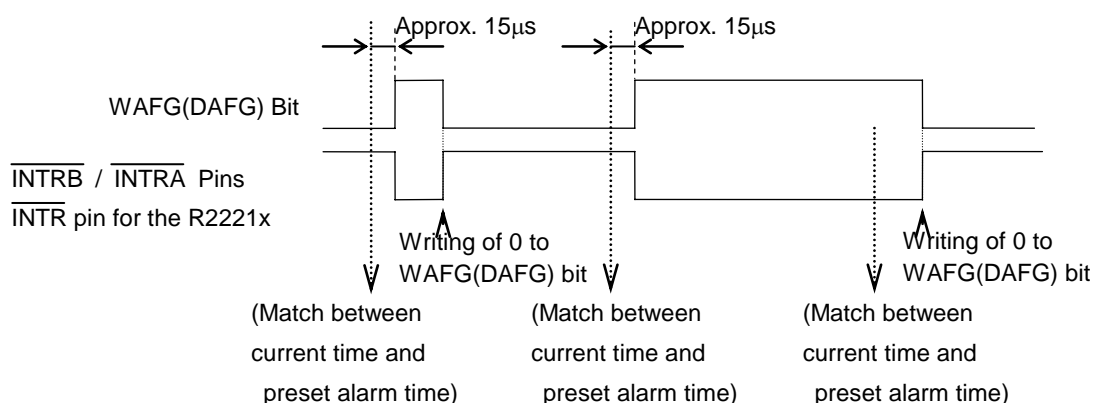 Approx. 15μs Approx. 15μs
WAFG(DAFG) Bit
INTRB / INTRA Pins
INTR pin for the R2221x
Writing of 0 to Writing of 0 to
WAFG(DAFG) bit WAFG(DAFG) bit
(Match between (Match between (Match between
current time and current time and current time and
preset alarm time) preset alarm time) preset alarm time)